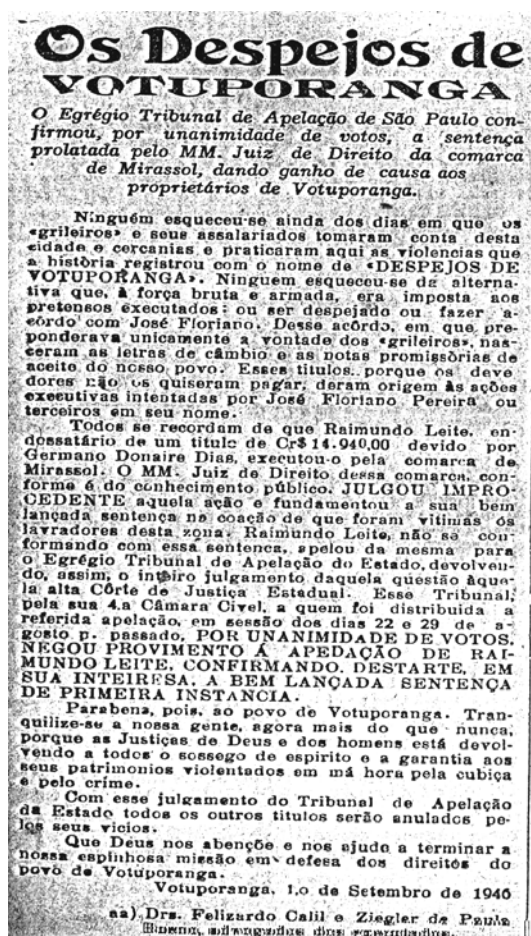 Os Despejos de
VOTUPORANGA
O Egrégio Tribunal de Apelação de São Paulo con-
firmou, por unanimidade de votos, a sentença
prolatada pelo MM. Juiz de Direito da comarca
de Mirassol, dando ganho de causa aos
proprietários de Votuporanga.
Ninguém esqueceu-se ainda dos dias em que os
«grileiros» e seus assalariados tomaram conta desta
cidade e cercanias e praticaram aqui as violencias que
a história registrou com o nome de «DESPEJOS DE
VOTUPORANGA». Ninguem esqueceu-se da alterna-
tiva que, à força bruta e armada, era imposta aos
pretensos executados: ou ser despejado ou fazer a-
côrdo com José Floriano. Desse acôrdo, em que pre-
ponderava unicamente a vontade dos «grileiros», nas-
ceram as letras de câmbio e as notas promissórias de
aceito do nosso povo. Esses titulos, porque os deve
dores não os quiseram pagar, deram origem às ações
executivas intentadas por José Floriano Pereira ou
terceiros em seu nome.
Todos se recordam de que Raimundo Leite, en-
dossatário de um titulo de Cr$ 14.940,00 devido por
Germano Donaire Dias, executou-o pela comarca de
Mirassol. O MM. Juiz de Direito dessa comarca, con-
forme é do conhecimento público, JULGOU IMPRO-
CEDENTE aquela ação e fundamentou a sua bem
lançada sentença na coação de que foram vitimas os
lavradores desta zona. Raimundo Leite, não se con-
formando com essa sentença, apelou da mesma para
o Egrégio Tribunal de Apelação do Estado, devolven-
do, assim, o inteiro julgamento daquela questão àque-
la alta Côrte de Justiça Estadual. Esse Tribunal,
pela sua 4.a Câmara Civel, a quem foi distribuida a
referida apelação, em sessão dos dias 22 e 29 de a-
gosto p. passado, POR UNANIMIDADE DE VOTOS,
NEGOU PROVIMENTO Á APEDAÇÃO DE RAI-
MUNDO LEITE, CONFIRMANDO, DESTARTE, EM
SUA INTEIRESA, A BEM LANÇADA SENTENÇA
DE PRIMEIRA INSTANCIA.
Parabens, pois, ao povo de Votuporanga. Tran-
quilize-se a nossa gente, agora mais do que nunca,
porque as Justiças de Deus e dos homens está devol-
vendo a todos o sossego de espirito e a garantia aos
seus patrimonios violentados em má hora pela cubiça
e pelo crime.
Com esse julgamento do Tribunal de Apelação
da Estado todos os outros titulos serão anulados pe-
los seus vicios.
Que Deus nos abençõe e nos ajude a terminar a
nossa espinhosa missão em defesa dos direitos do
povo de Votuporanga.
Votuporanga, 1.o de Setembro de 1946
aa) Drs. Felizardo Calil e Ziegler de Paula
Bueno, advogados dos executados.